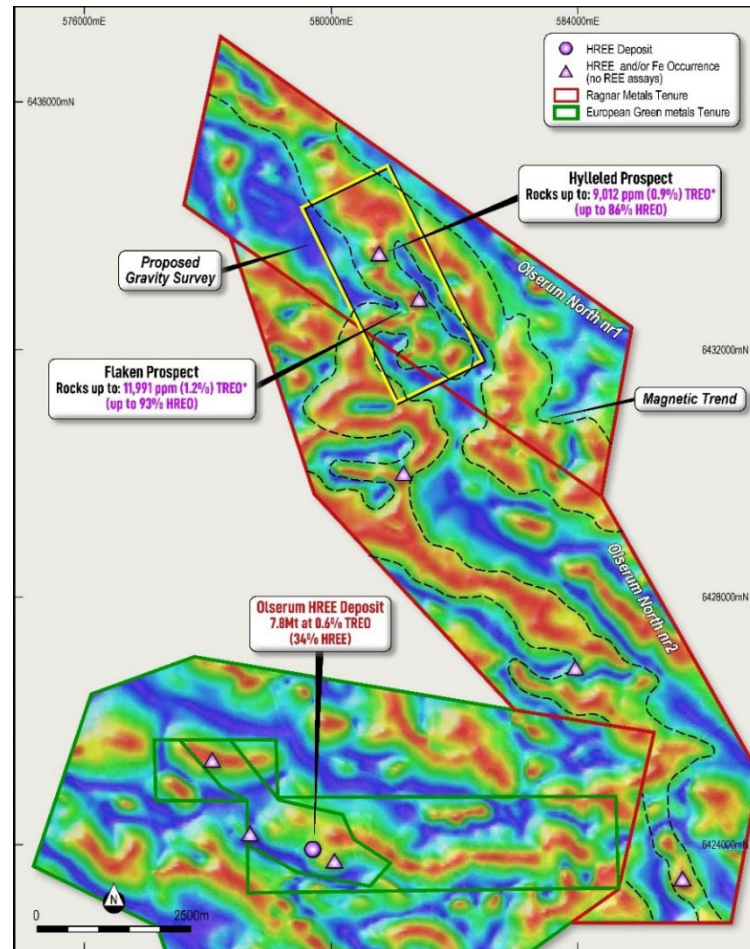 576000mE
580000mE
584000mE
HREE Deposit
HREE and/or Fe Occurrence
(no REE assays)
Ragnar Metals Tenure
European Green metals Tenure
6436000mN
Hylleled Prospect
Rocks up to: 9,012 ppm (0.9%) TREO*
(up to 86% HREO)
Proposed
Gravity Survey
Olserum North nr1
6432000mN
Flaken Prospect
Rocks up to: 11,991 ppm (1.2%) TREO*
(up to 93% HREO)
Magnetic Trend
Olserum North nr2
6428000mN
Olserum HREE Deposit
7.8Mt at 0.6% TREO
(34% HREE)
6424000mN
N
0
2500m